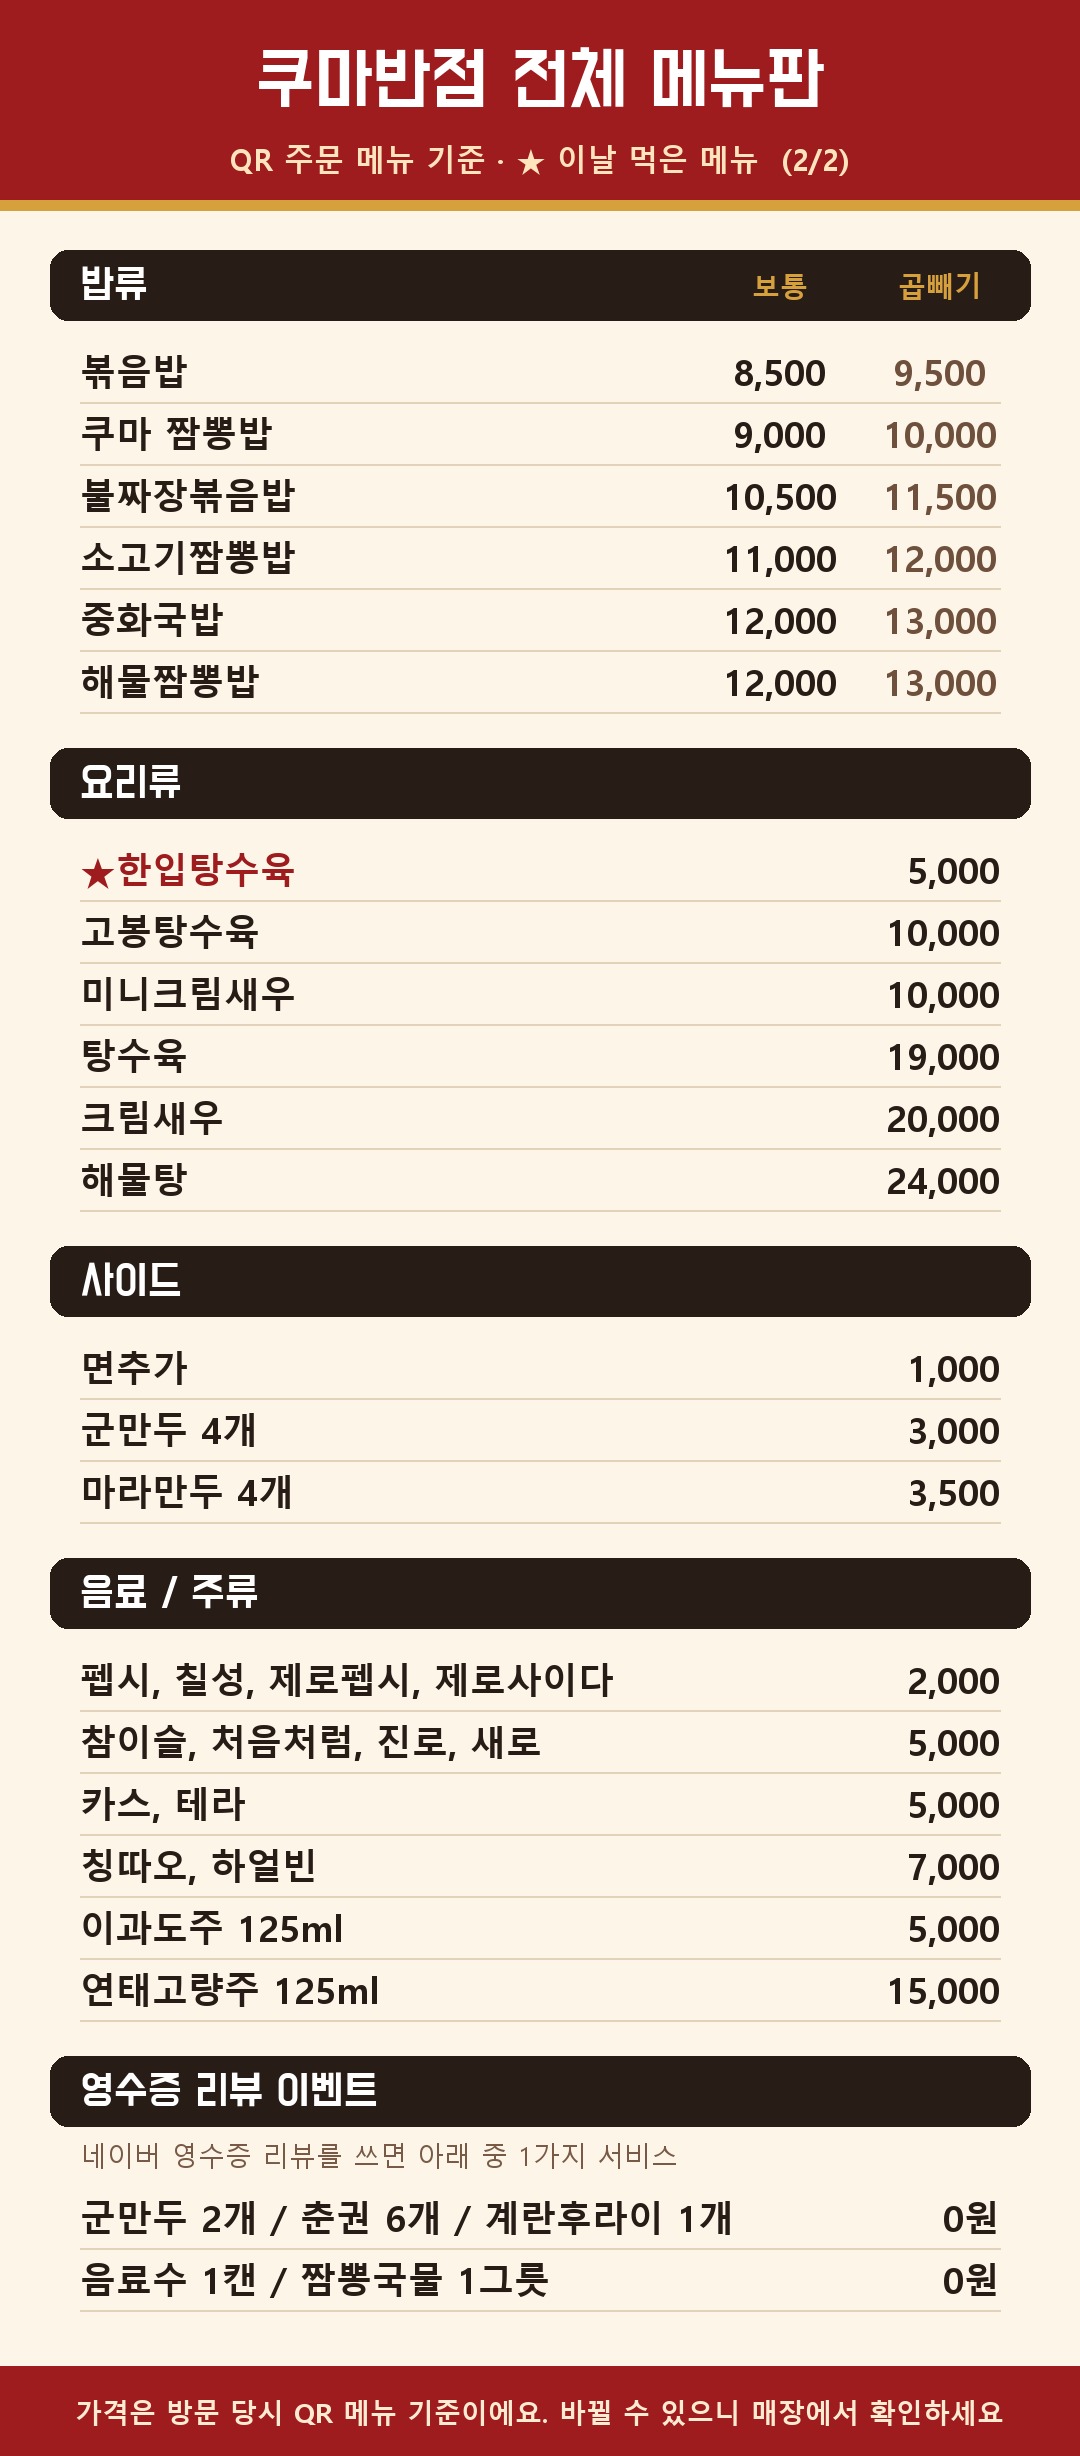 쿠마반점 전체 메뉴판
QR 주문 메뉴 기준 · ★ 이날 먹은 메뉴 (2/2)
밥류 보통 곱빼기
볶음밥 8,500 9,500
쿠마 짬뽕밥 9,000 10,000
불짜장볶음밥 10,500 11,500
소고기짬뽕밥 11,000 12,000
중화국밥 12,000 13,000
해물짬뽕밥 12,000 13,000
요리류
★한입탕수육 5,000
고봉탕수육 10,000
미니크림새우 10,000
탕수육 19,000
크림새우 20,000
해물탕 24,000
사이드
면추가 1,000
군만두 4개 3,000
마라만두 4개 3,500
음료 / 주류
펩시, 칠성, 제로펩시, 제로사이다 2,000
참이슬, 처음처럼, 진로, 새로 5,000
카스, 테라 5,000
칭따오, 하얼빈 7,000
이과도주 125ml 5,000
연태고량주 125ml 15,000
영수증 리뷰 이벤트
네이버 영수증 리뷰를 쓰면 아래 중 1가지 서비스
군만두 2개 / 춘권 6개 / 계란후라이 1개 0원
음료수 1캔 / 짬뽕국물 1그릇 0원
가격은 방문 당시 QR 메뉴 기준이에요. 바뀔 수 있으니 매장에서 확인하세요